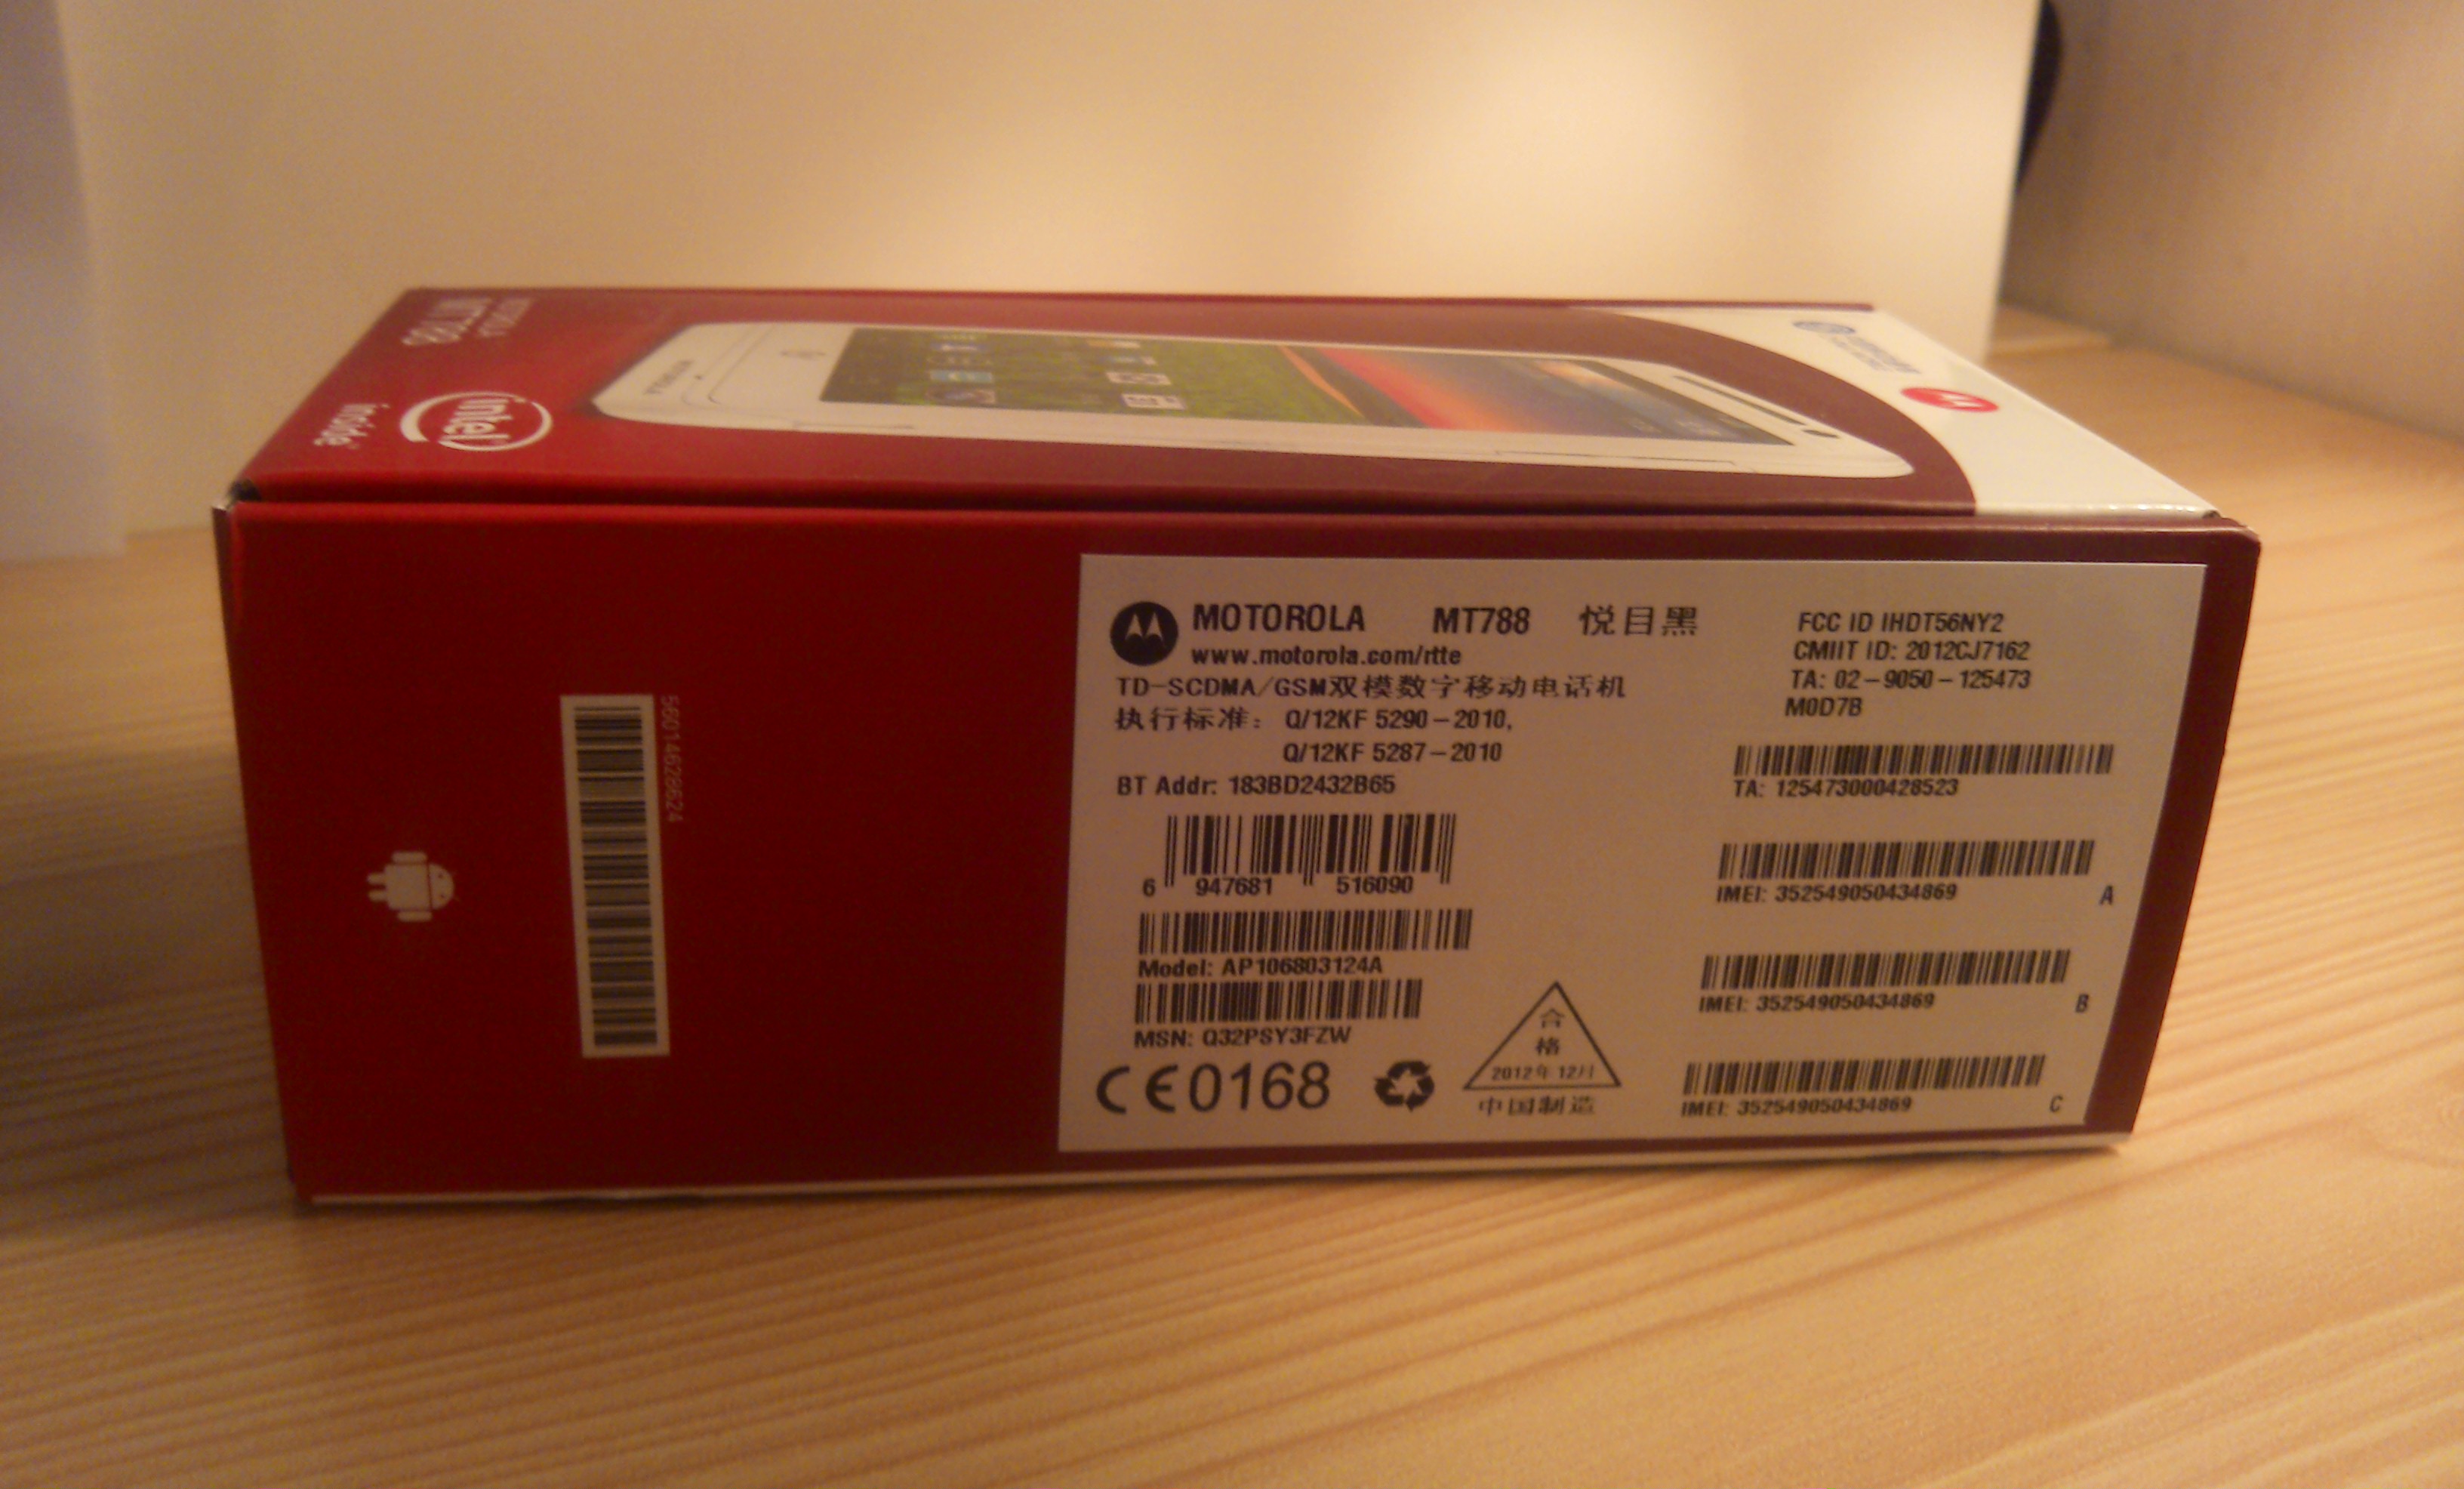 MOTOROLA
MT788
intel
inside
MOTOROLA
5601462862​4
MOTOROLA MT788 悦目黑
www.motorola.com/rtte
TD-SCDMA/GSM双模数字移动电话机
执行标准： Q/12KF 5290-2010,
Q/12KF 5287-2010
BT Addr: 183BD2432B65
6 947681 516090
Model: AP106803124A
MSN: Q32PSY3FZW
CE0168
合
格
2012年12月
中国制造
FCC ID IHDT56NY2
CMIIT ID: 2012CJ7162
TA: 02-9050-125473
M0D7B
TA: 125473000428523
IMEI: 352549050434869 A
IMEI: 352549050434869 B
IMEI: 352549050434869 C